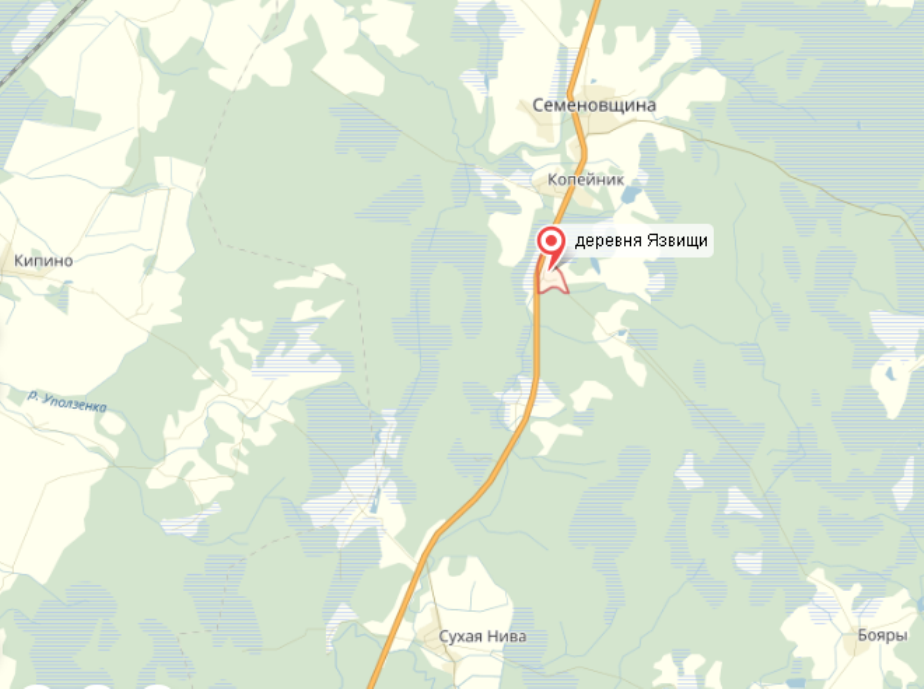 Семеновщина
Копейник
деревня Язвищи
Кипино
р. Уползенка
Сухая Нива
Бояры